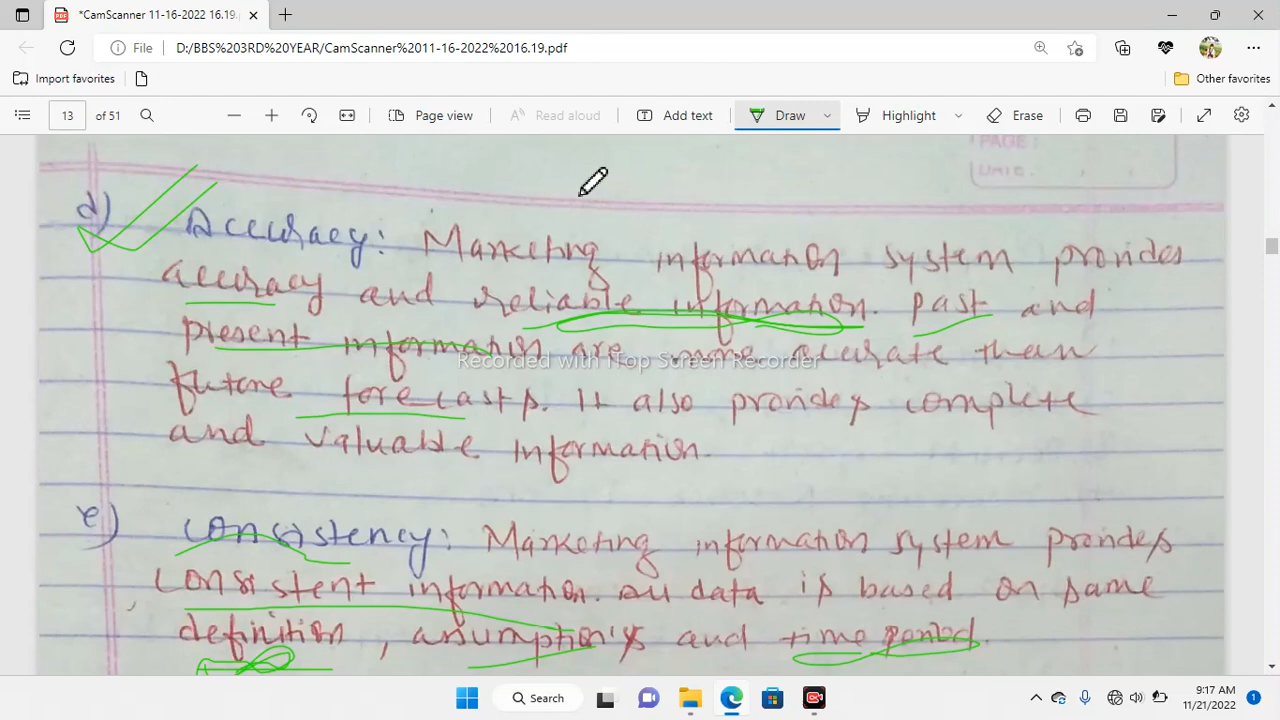 *CamScanner 11-16-2022 16.19.
File
D:/BBS%203RD%20YEAR/CamScanner%2011-16-2022%2016.19.pdf
Import favorites
Other favorites
13 of 51
Page view
Read aloud
Add text
Draw
Highlight
Erase
PAGE:
d) Accuracy: Marketing information system provides
accuracy and reliable information. past and
present information are more accurate than
Recorded with iTop Screen Recorder
future forecasts. It also provides complete
and valuable information.
e) Consistency: Marketing information system provides
consistent information. All data is based on same
definition, assumption's and time period.
Search
9:17 AM
11/21/2022
1